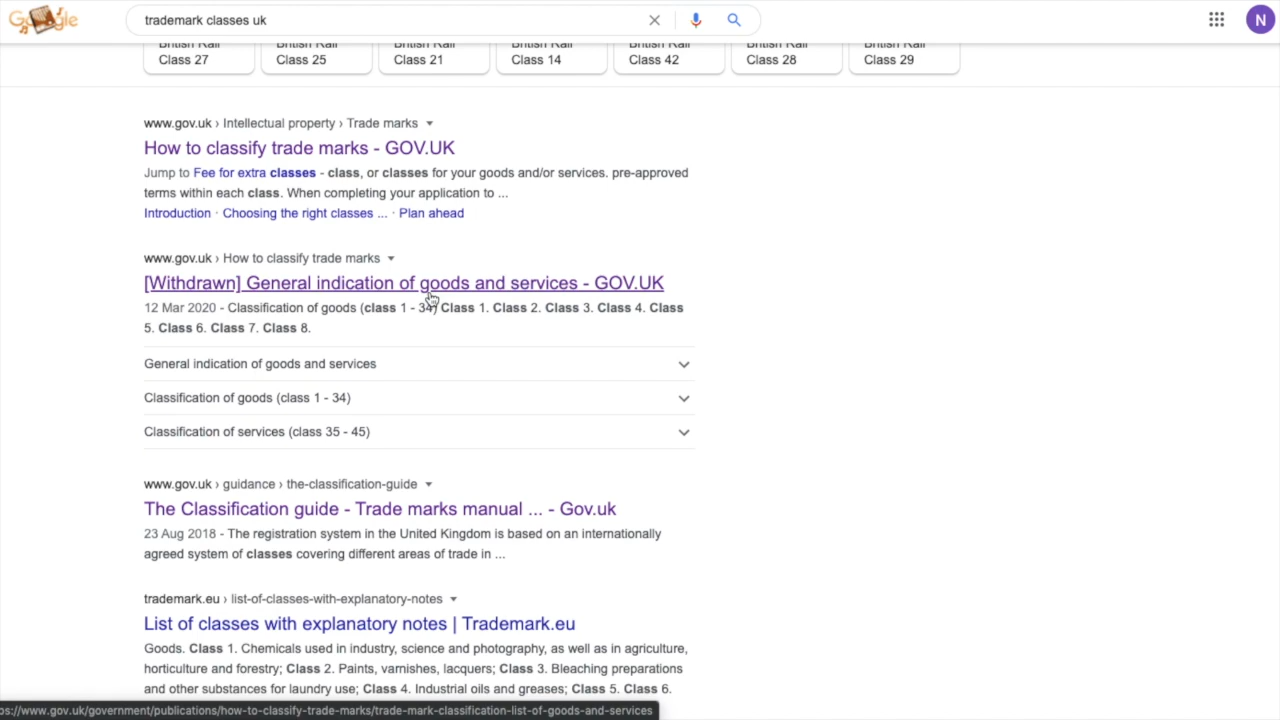 Google
trademark classes uk
N
British Rail British Rail British Rail British Rail British Rail British Rail British Rail
Class 27 Class 25 Class 21 Class 14 Class 42 Class 28 Class 29
www.gov.uk › Intellectual property › Trade marks
How to classify trade marks - GOV.UK
Jump to Fee for extra classes - class, or classes for your goods and/or services. pre-approved
terms within each class. When completing your application to ...
Introduction · Choosing the right classes ... · Plan ahead
www.gov.uk › How to classify trade marks
[Withdrawn] General indication of goods and services - GOV.UK
12 Mar 2020 - Classification of goods (class 1 - 34) Class 1. Class 2. Class 3. Class 4. Class
5. Class 6. Class 7. Class 8.
General indication of goods and services
Classification of goods (class 1 - 34)
Classification of services (class 35 - 45)
www.gov.uk › guidance › the-classification-guide
The Classification guide - Trade marks manual ... - Gov.uk
23 Aug 2018 - The registration system in the United Kingdom is based on an internationally
agreed system of classes covering different areas of trade in ...
trademark.eu › list-of-classes-with-explanatory-notes
List of classes with explanatory notes | Trademark.eu
Goods. Class 1. Chemicals used in industry, science and photography, as well as in agriculture,
horticulture and forestry; Class 2. Paints, varnishes, lacquers; Class 3. Bleaching preparations
and other substances for laundry use; Class 4. Industrial oils and greases; Class 5. Class 6.
ps://www.gov.uk/government/publications/how-to-classify-trade-marks/trade-mark-classification-list-of-goods-and-services